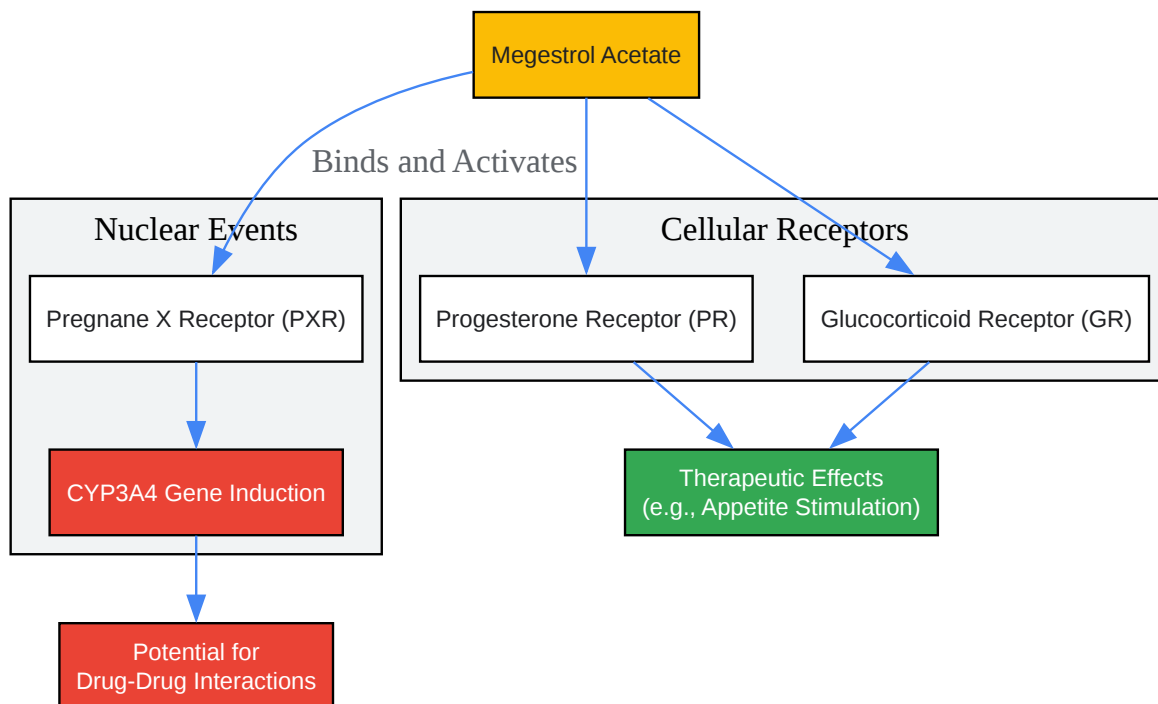 Megestrol Acetate
Binds and Activates
Nuclear Events
Cellular Receptors
Pregnane X Receptor (PXR)
Progesterone Receptor (PR)
Glucocorticoid Receptor (GR)
CYP3A4 Gene Induction
Therapeutic Effects
(e.g., Appetite Stimulation)
Potential for
Drug-Drug Interactions